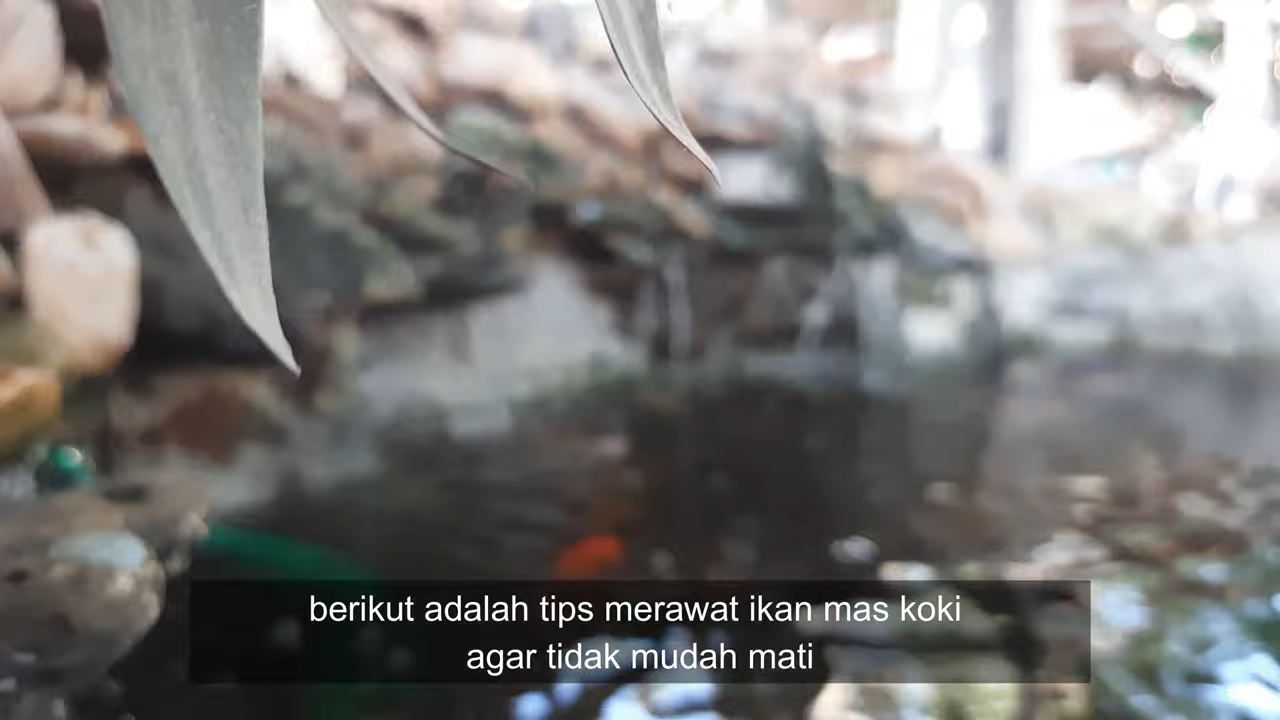 berikut adalah tips merawat ikan mas koki
agar tidak mudah mati